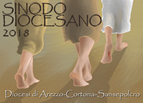 SINODO
DIOCESANO
2018
Diocesi di Arezzo-Cortona-Sansepolcro